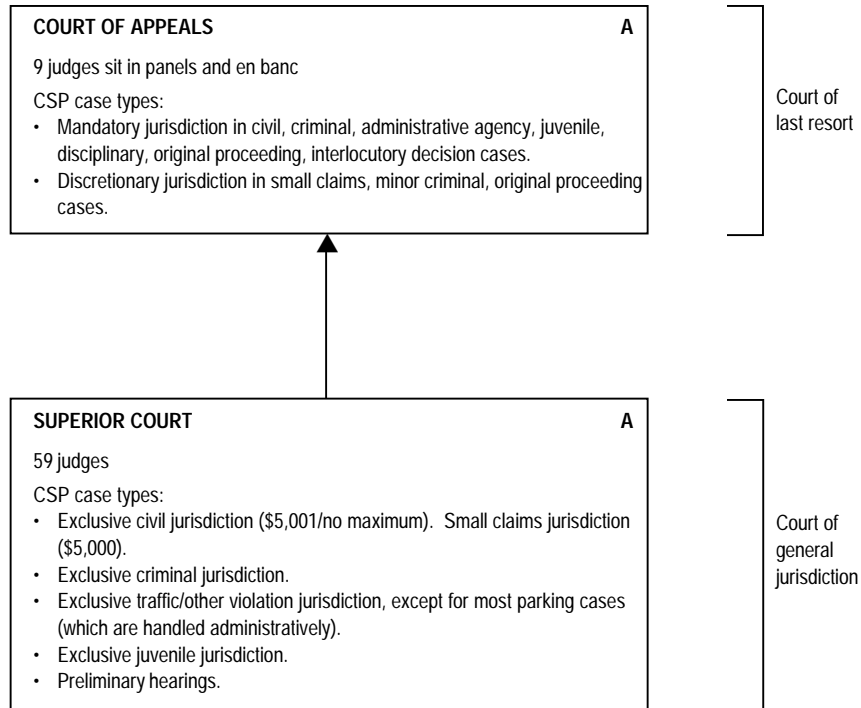 COURT OF APPEALS A
9 judges sit in panels and en banc
CSP case types:
• Mandatory jurisdiction in civil, criminal, administrative agency, juvenile,
disciplinary, original proceeding, interlocutory decision cases.
• Discretionary jurisdiction in small claims, minor criminal, original proceeding
cases.
Court of
last resort
SUPERIOR COURT A
59 judges
CSP case types:
• Exclusive civil jurisdiction ($5,001/no maximum). Small claims jurisdiction
($5,000).
• Exclusive criminal jurisdiction.
• Exclusive traffic/other violation jurisdiction, except for most parking cases
(which are handled administratively).
• Exclusive juvenile jurisdiction.
• Preliminary hearings.
Court of
general
jurisdiction